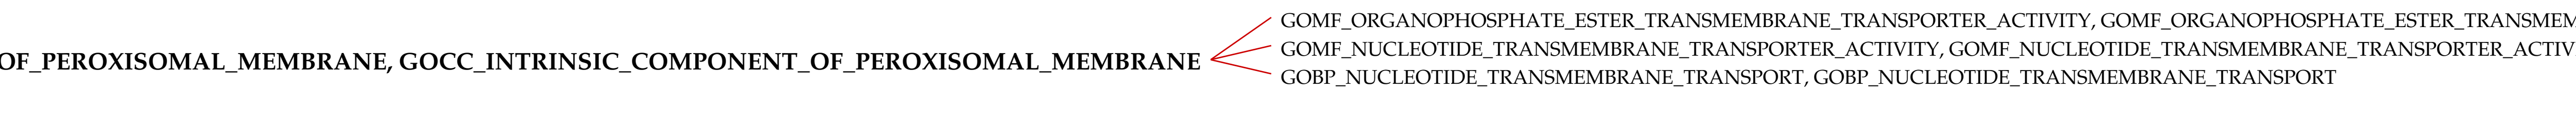 GOMF_ORGANOPHOSPHATE_ESTER_TRANSMEMBRANE_TRANSPORTER_ACTIVITY, GOMF_ORGANOPHOSPHATE_ESTER_TRANSMEM
OF_PEROXISOMAL_MEMBRANE, GOCC_INTRINSIC_COMPONENT_OF_PEROXISOMAL_MEMBRANE
GOMF_NUCLEOTIDE_TRANSMEMBRANE_TRANSPORTER_ACTIVITY, GOMF_NUCLEOTIDE_TRANSMEMBRANE_TRANSPORTER_ACTIV
GOBP_NUCLEOTIDE_TRANSMEMBRANE_TRANSPORT, GOBP_NUCLEOTIDE_TRANSMEMBRANE_TRANSPORT